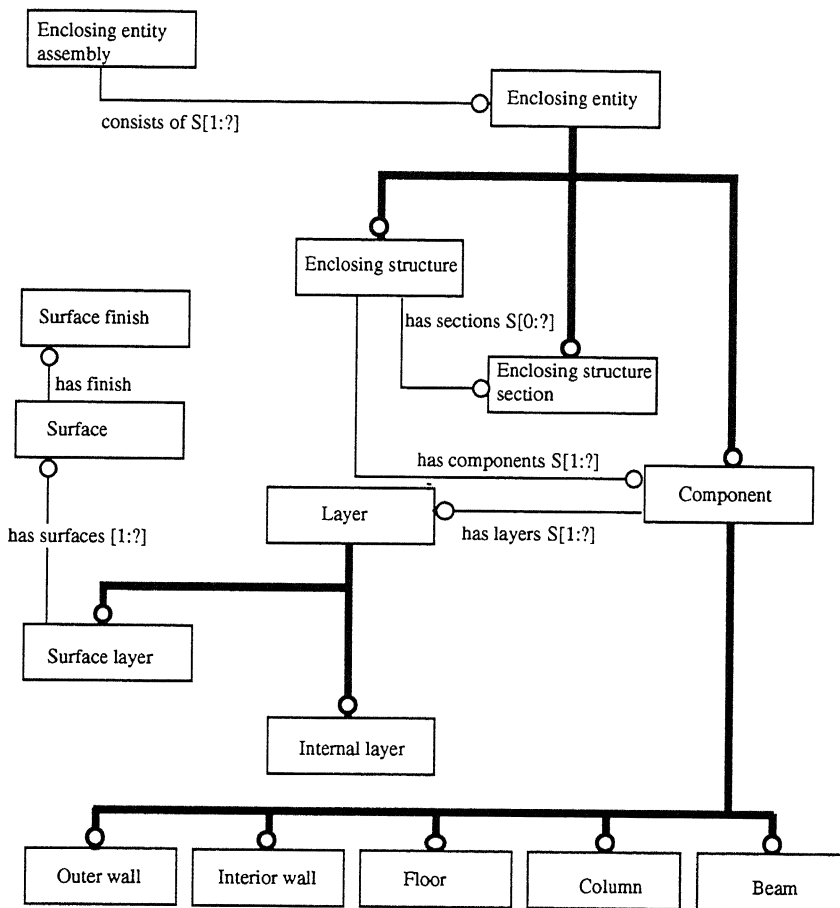 Enclosing entity
assembly
Enclosing entity
consists of S[1:?]
Enclosing structure
Surface finish
has sections S[0:?]
Enclosing structure
section
has finish
Surface
has components S[1:?]
Component
Layer
has layers S[1:?]
has surfaces [1:?]
Surface layer
Internal layer
Outer wall
Interior wall
Floor
Column
Beam